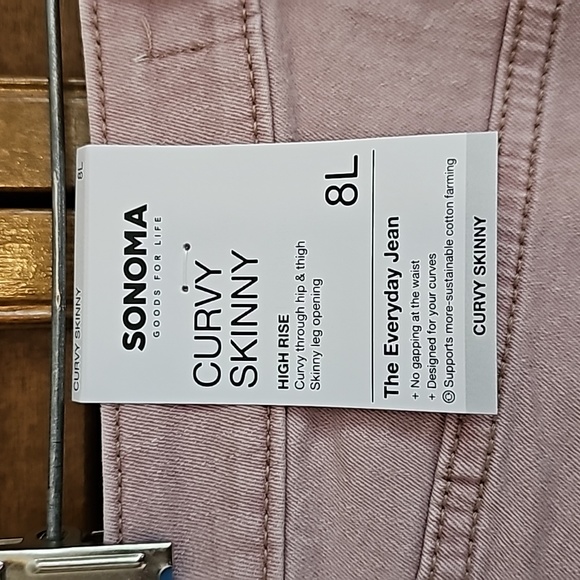 CURVY SKINNY 8L
SONOMA
GOODS FOR LIFE
CURVY
SKINNY
HIGH RISE
Curvy through hip & thigh
Skinny leg opening
8L
The Everyday Jean
+ No gapping at the waist
+ Designed for your curves
Supports more-sustainable cotton farming
CURVY SKINNY